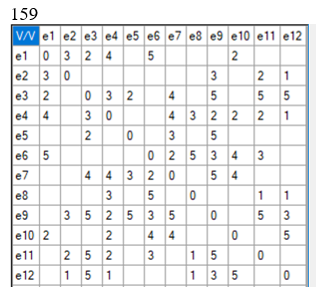 159
V/V e1 e2 e3 e4 e5 e6 e7 e8 e9 e10 e11 e12
e1 0 3 2 4 5 2
e2 3 0 3 2 1
e3 2 0 3 2 4 5 5 5
e4 4 3 0 4 3 2 2 2 1
e5 2 0 3 5
e6 5 0 2 5 3 4 3
e7 4 4 3 2 0 5 4
e8 3 5 0 1 1
e9 3 5 2 5 3 5 0 5 3
e10 2 2 4 4 0 5
e11 2 5 2 3 1 5 0
e12 1 5 1 1 3 5 0